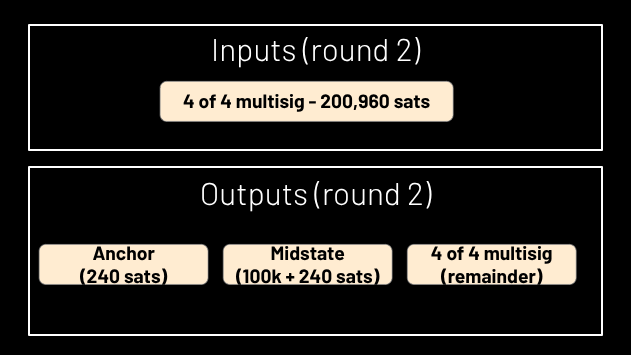 Inputs (round 2)
4 of 4 multisig - 200,960 sats
Outputs (round 2)
Anchor
(240 sats)
Midstate
(100k + 240 sats)
4 of 4 multisig
(remainder)